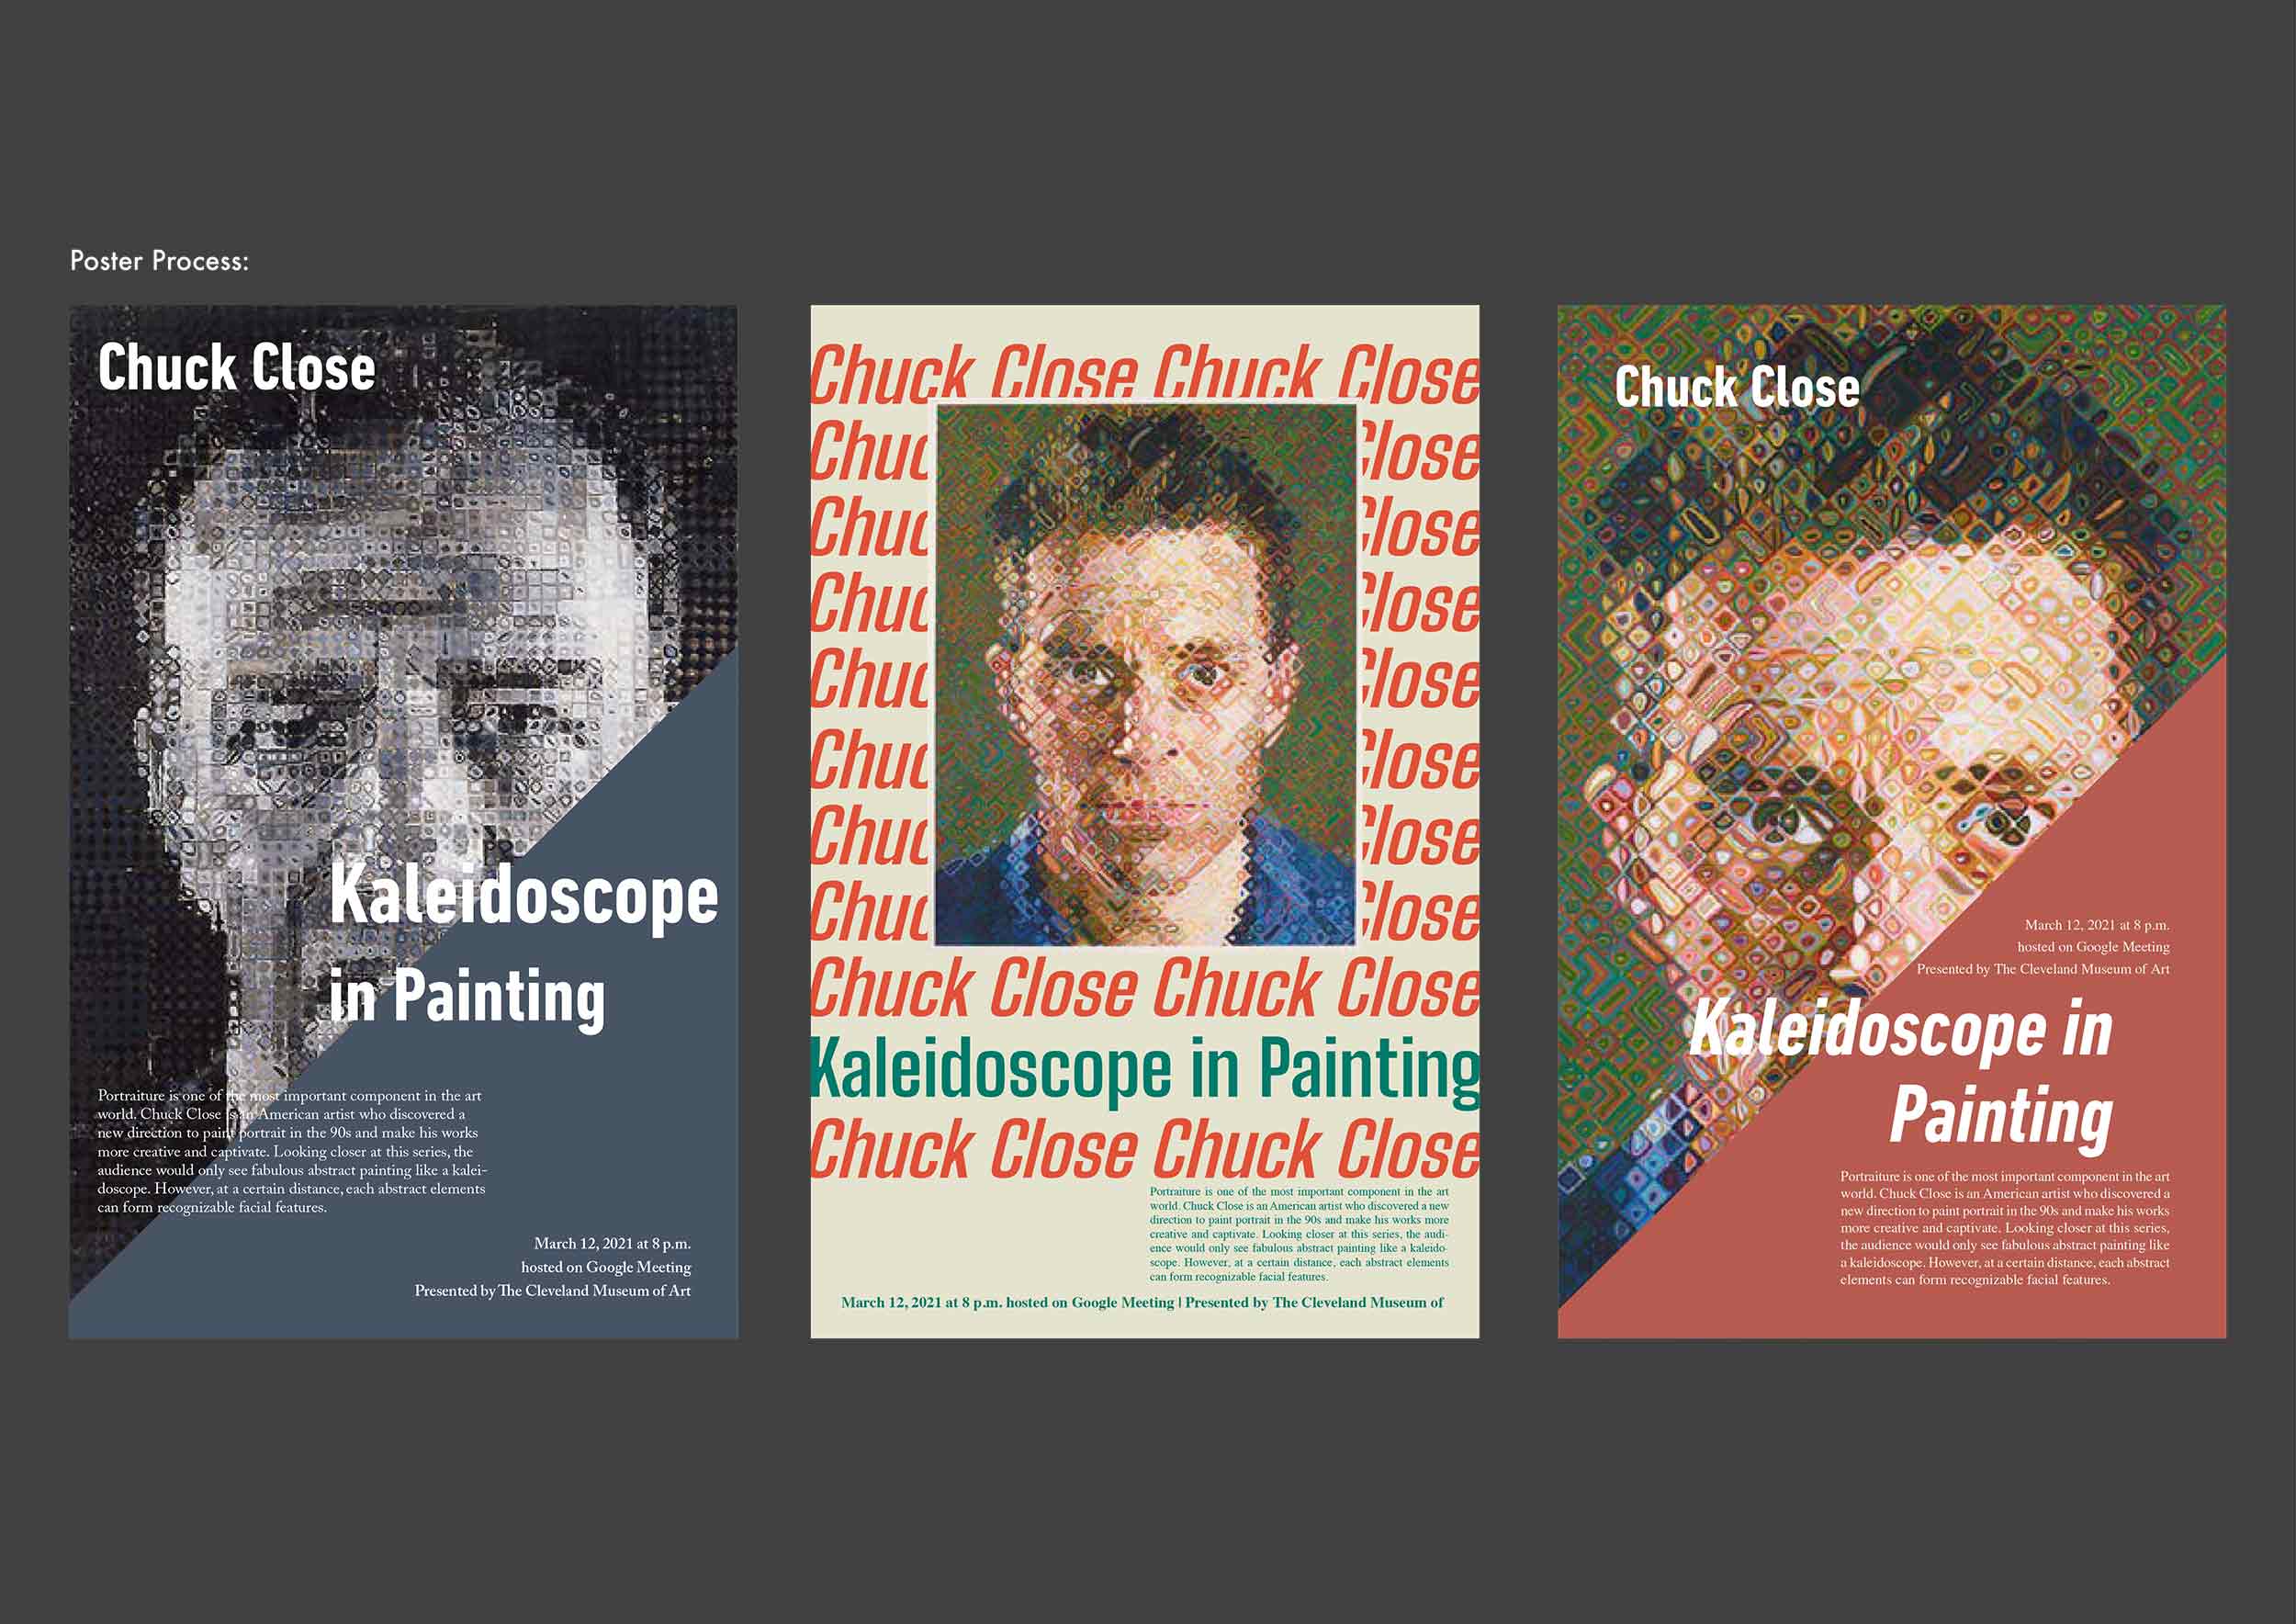 Poster Process:
Chuck Close
Kaleidoscope
in Painting
Portraiture is one of the most important component in the art
world. Chuck Close is an American artist who discovered a
new direction to paint portrait in the 90s and make his works
more creative and captivate. Looking closer at this series, the
audience would only see fabulous abstract painting like a kalei-
doscope. However, at a certain distance, each abstract elements
can form recognizable facial features.
March 12, 2021 at 8 p.m.
hosted on Google Meeting
Presented by The Cleveland Museum of Art
Chuck Close Chuck Close
Chuc Close
Chuc Close
Chuc Close
Chuc Close
Chuc Close
Chuc Close
Chuc Close
Chuck Close Chuck Close
Kaleidoscope in Painting
Chuck Close Chuck Close
Portraiture is one of the most important component in the art
world. Chuck Close is an American artist who discovered a new
direction to paint portrait in the 90s and make his works more
creative and captivate. Looking closer at this series, the audi-
ence would only see fabulous abstract painting like a kaleido-
scope. However, at a certain distance, each abstract elements
can form recognizable facial features.
March 12, 2021 at 8 p.m. hosted on Google Meeting | Presented by The Cleveland Museum of
Chuck Close
March 12, 2021 at 8 p.m.
hosted on Google Meeting
Presented by The Cleveland Museum of Art
Kaleidoscope in
Painting
Portraiture is one of the most important component in the art
world. Chuck Close is an American artist who discovered a
new direction to paint portrait in the 90s and make his works
more creative and captivate. Looking closer at this series,
the audience would only see fabulous abstract painting like
a kaleidoscope. However, at a certain distance, each abstract
elements can form recognizable facial features.